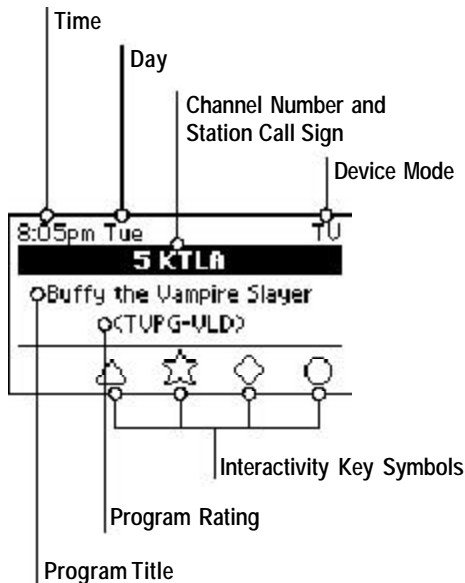 Time
Day
Channel Number and
Station Call Sign
Device Mode
8:05pm Tue TV
5 KTLA
Buffy the Vampire Slayer
(TVPG-VLD)
Interactivity Key Symbols
Program Rating
Program Title